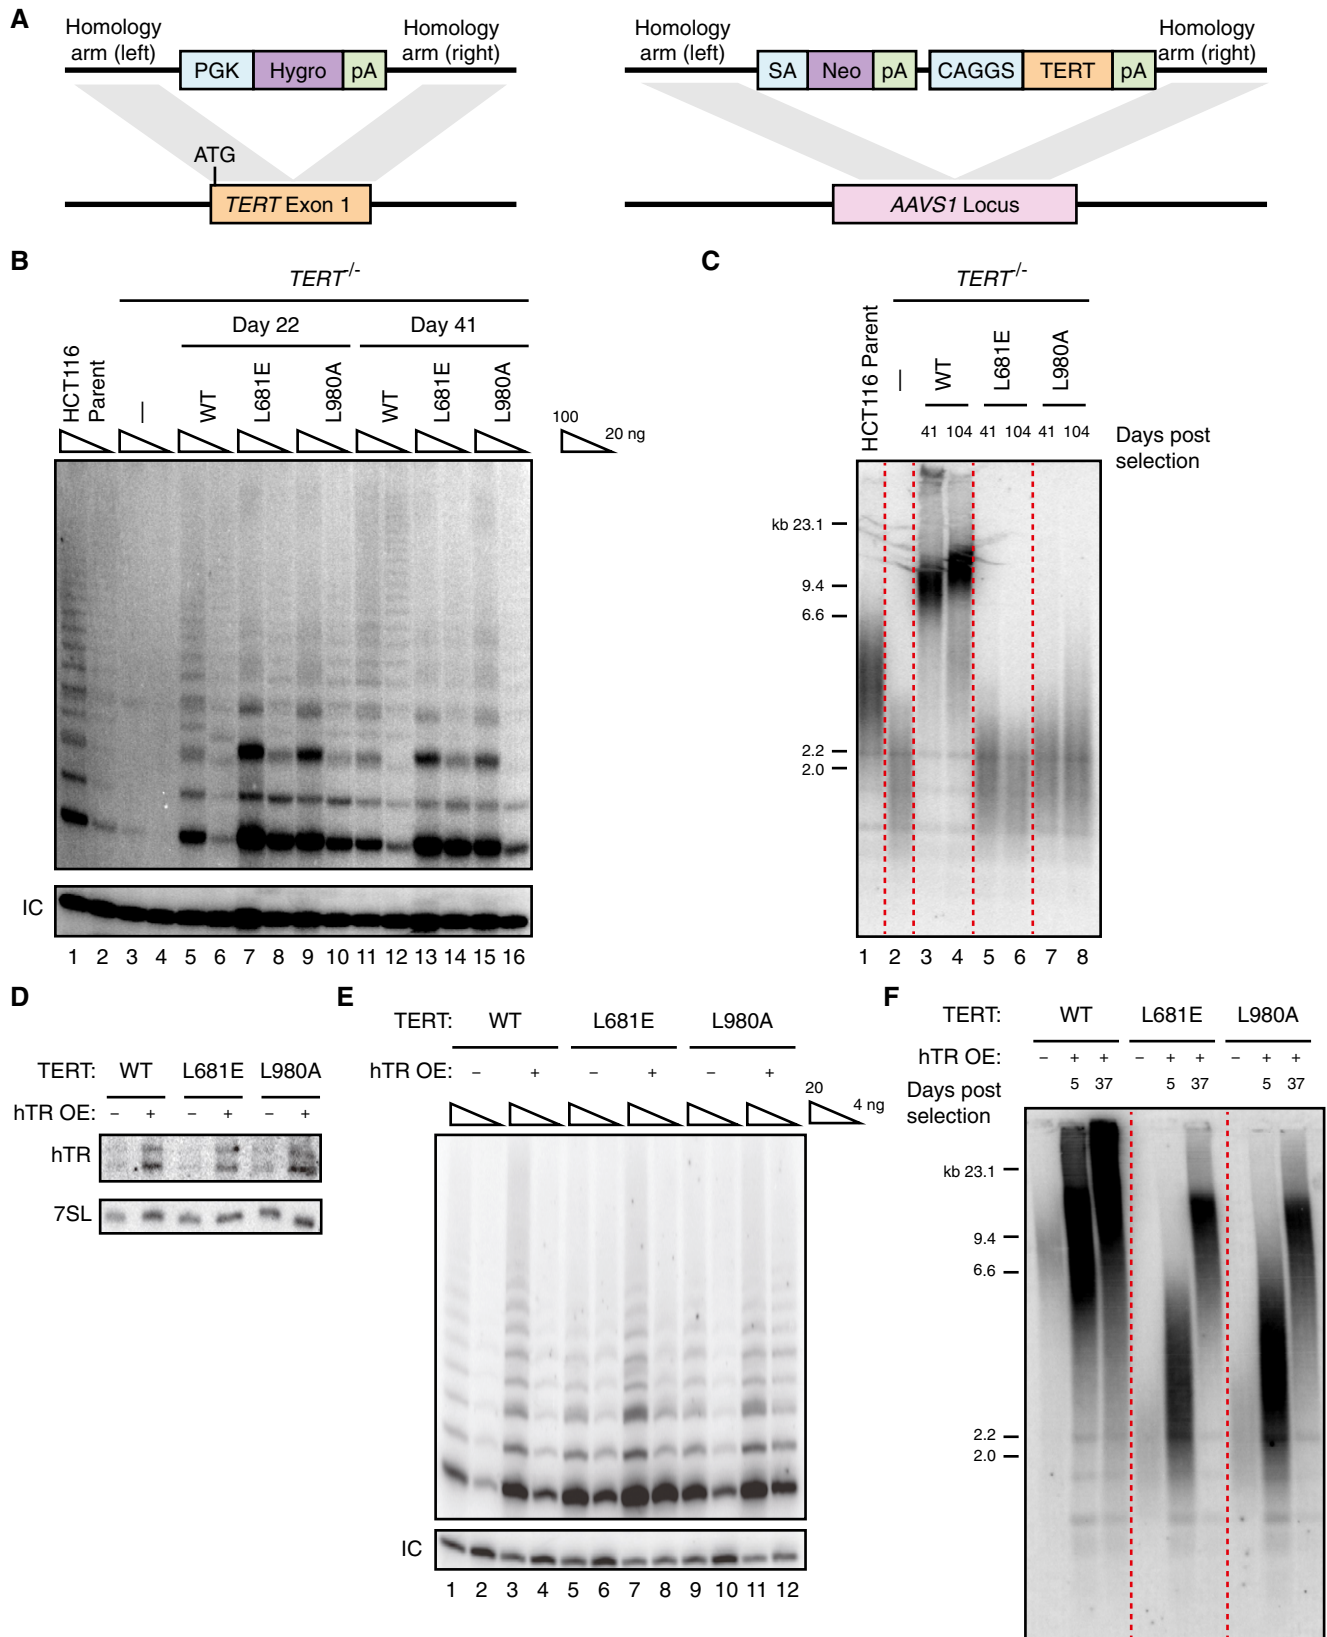 A
Homology arm (left)
PGK Hygro pA
Homology arm (right)
ATG
TERT Exon 1
Homology arm (left)
SA Neo pA CAGGS TERT pA
Homology arm (right)
AAVS1 Locus
B
TERT-/-
Day 22 Day 41
HCT116 Parent — WT L681E L980A WT L681E L980A
100 20 ng
IC
1 2 3 4 5 6 7 8 9 10 11 12 13 14 15 16
C
TERT-/-
HCT116 Parent — WT L681E L980A
41 104 41 104 41 104 Days post selection
kb 23.1
9.4
6.6
2.2
2.0
1 2 3 4 5 6 7 8
D
TERT: WT L681E L980A
hTR OE: – + – + – +
hTR
7SL
E
TERT: WT L681E L980A
hTR OE: – + – + – +
20 4 ng
IC
1 2 3 4 5 6 7 8 9 10 11 12
F
TERT: WT L681E L980A
hTR OE: – + + – + + – + +
Days post selection 5 37 5 37 5 37
kb 23.1
9.4
6.6
2.2
2.0